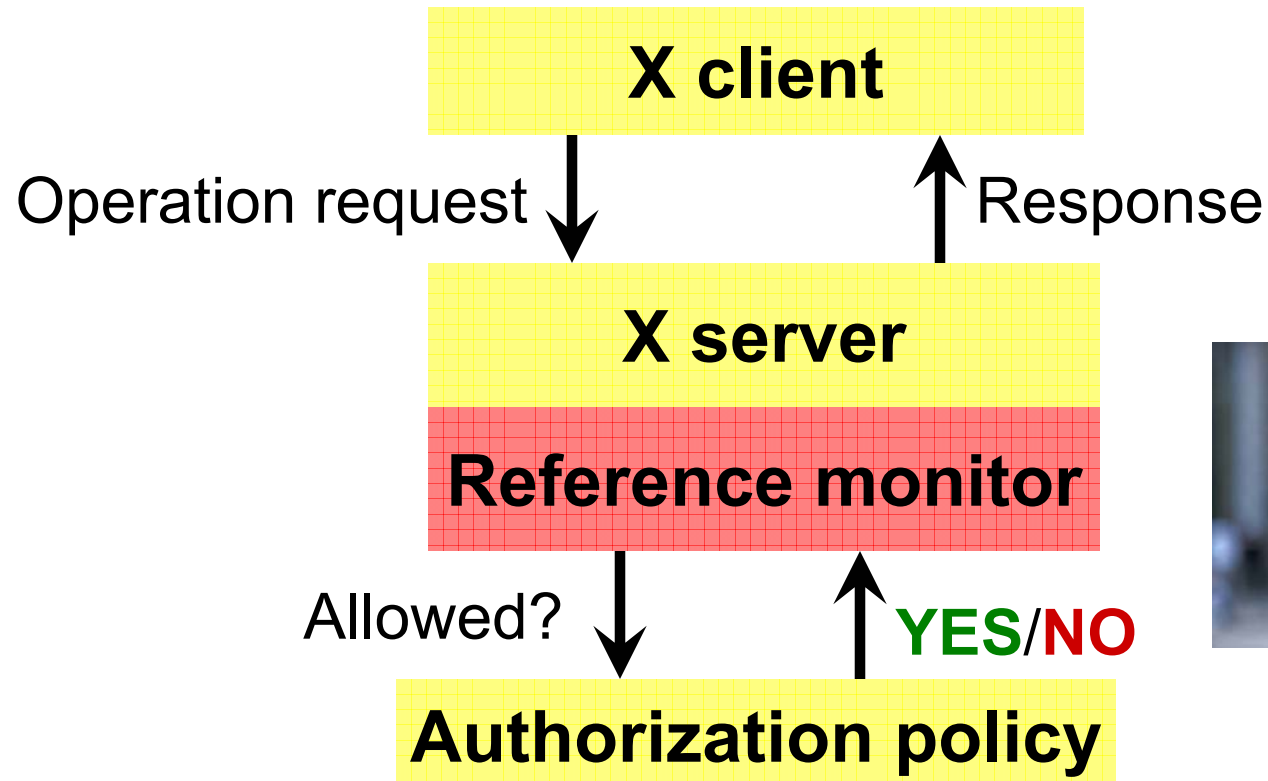 X client
Operation request
Response
X server
Reference monitor
Allowed?
YES/NO
Authorization policy